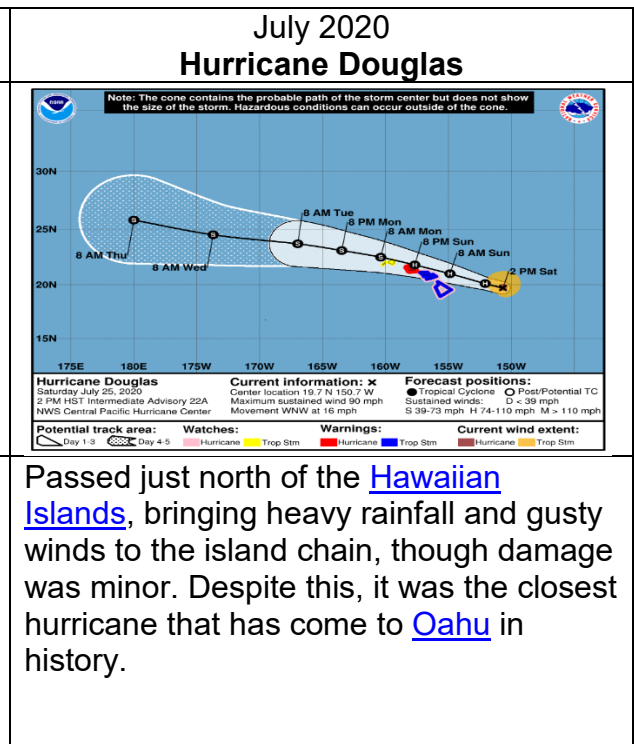 July 2020
Hurricane Douglas
Note: The cone contains the probable path of the storm center but does not show
the size of the storm. Hazardous conditions can occur outside of the cone.
30N
25N
20N
15N
8 AM Thu
8 AM Wed
8 AM Tue
8 PM Mon
8 AM Mon
8 PM Sun
8 AM Sun
2 PM Sat
S S S S S H H H
175E 180E 175W 170W 165W 160W 155W 150W
Hurricane Douglas Current information: x Forecast positions:
Saturday July 25, 2020 Center location 19.7 N 150.7 W Tropical Cyclone Post/Potential TC
2 PM HST Intermediate Advisory 22A Maximum sustained wind 90 mph Sustained winds: D < 39 mph
NWS Central Pacific Hurricane Center Movement WNW at 16 mph S 39-73 mph H 74-110 mph M > 110 mph
Potential track area: Watches: Warnings: Current wind extent:
Day 1-3 Day 4-5 Hurricane Trop Stm Hurricane Trop Stm Hurricane Trop Stm
Passed just north of the Hawaiian
Islands, bringing heavy rainfall and gusty
winds to the island chain, though damage
was minor. Despite this, it was the closest
hurricane that has come to Oahu in
history.